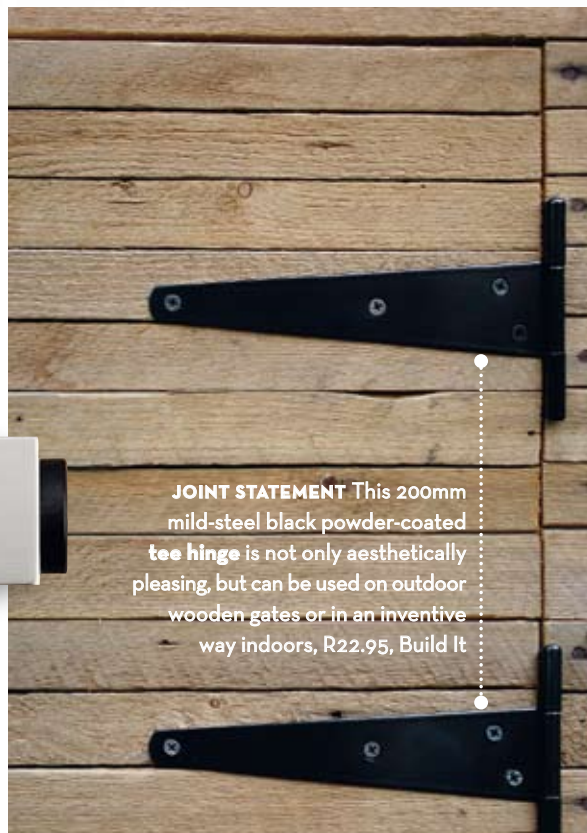 JOINT STATEMENT This 200mm
mild-steel black powder-coated
tee hinge is not only aesthetically
pleasing, but can be used on outdoor
wooden gates or in an inventive
way indoors, R22.95, Build It